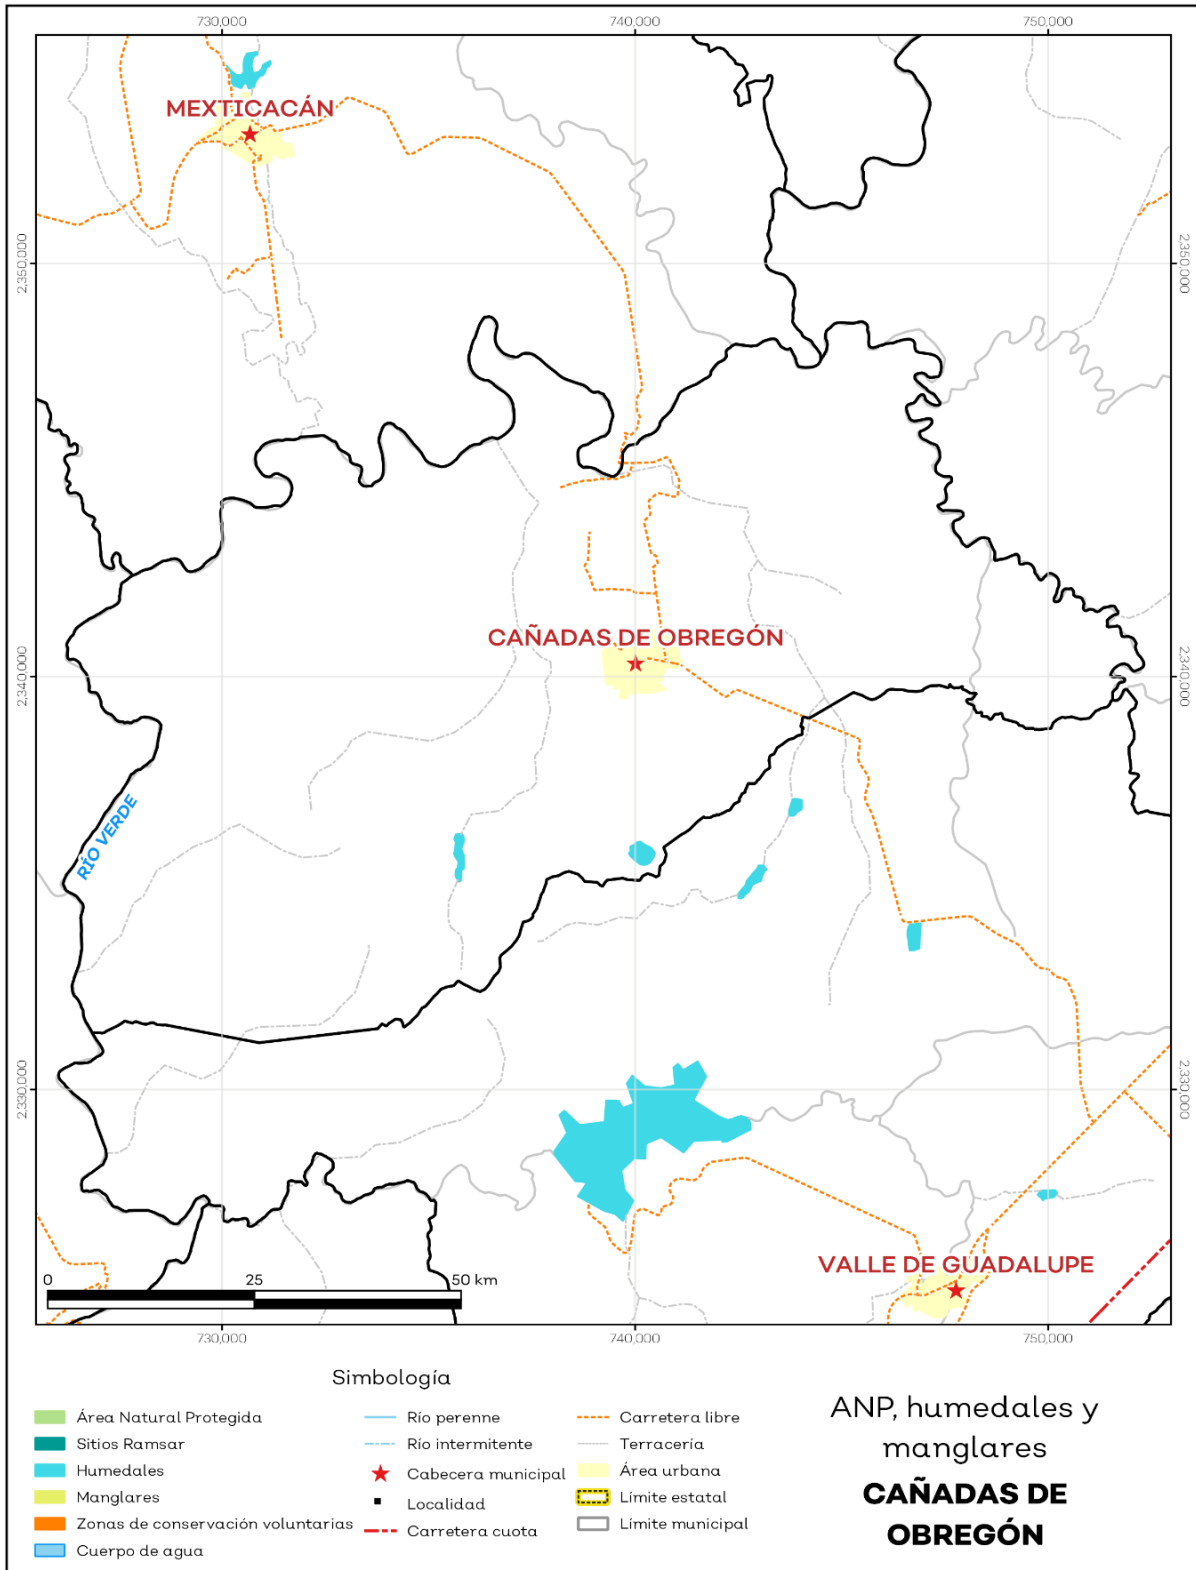 730,000
740,000
750,000
MEXTICACÁN
2,350,000
2,350,000
CAÑADAS DE OBREGÓN
2,340,000
2,340,000
RÍO VERDE
2,330,000
2,330,000
VALLE DE GUADALUPE
0
25
50 km
730,000
740,000
750,000
Simbología
Área Natural Protegida
Sitios Ramsar
Humedales
Manglares
Zonas de conservación voluntarias
Cuerpo de agua
Río perenne
Río intermitente
Cabecera municipal
Localidad
Carretera cuota
Carretera libre
Terracería
Área urbana
Límite estatal
Límite municipal
ANP, humedales y
manglares
CAÑADAS DE
OBREGÓN